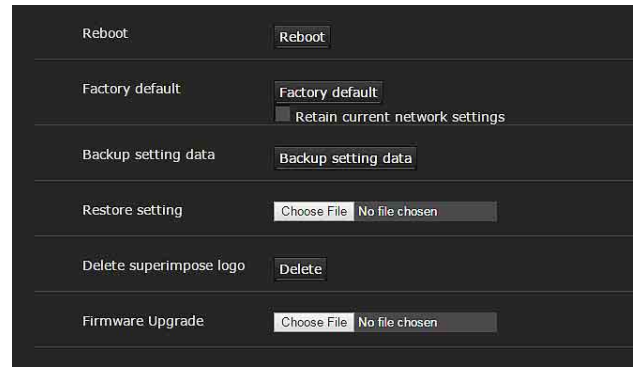 Reboot Reboot
Factory default Factory default
Retain current network settings
Backup setting data Backup setting data
Restore setting Choose File No file chosen
Delete superimpose logo Delete
Firmware Upgrade Choose File No file chosen